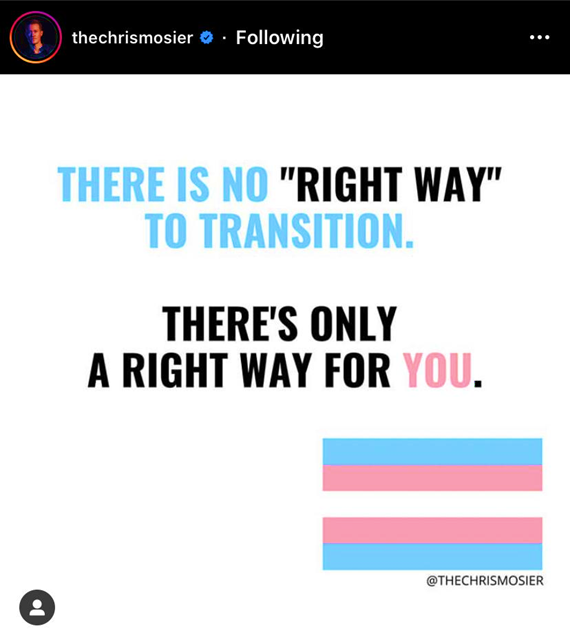 thechrismosier · Following
THERE IS NO "RIGHT WAY"
TO TRANSITION.
THERE'S ONLY
A RIGHT WAY FOR YOU.
@THECHRISMOSIER